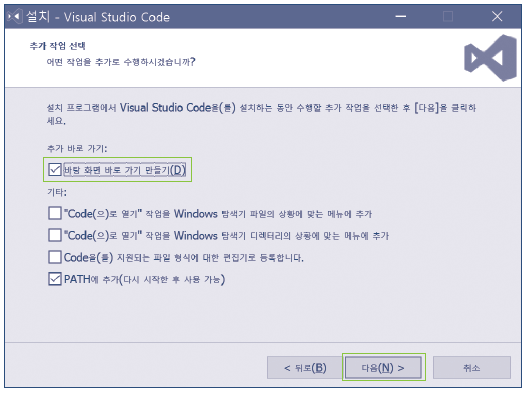 설치 - Visual Studio Code
추가 작업 선택
어떤 작업을 추가로 수행하시겠습니까?
설치 프로그램에서 Visual Studio Code을(를) 설치하는 동안 수행할 추가 작업을 선택한 후 [다음]을 클릭하
세요.
추가 바로 가기:
바탕 화면 바로 가기 만들기(D)
기타:
"Code(으)로 열기" 작업을 Windows 탐색기 파일의 상황에 맞는 메뉴에 추가
"Code(으)로 열기" 작업을 Windows 탐색기 디렉터리의 상황에 맞는 메뉴에 추가
Code을(를) 지원되는 파일 형식에 대한 편집기로 등록합니다.
PATH에 추가(다시 시작한 후 사용 가능)
< 뒤로(B) 다음(N) > 취소